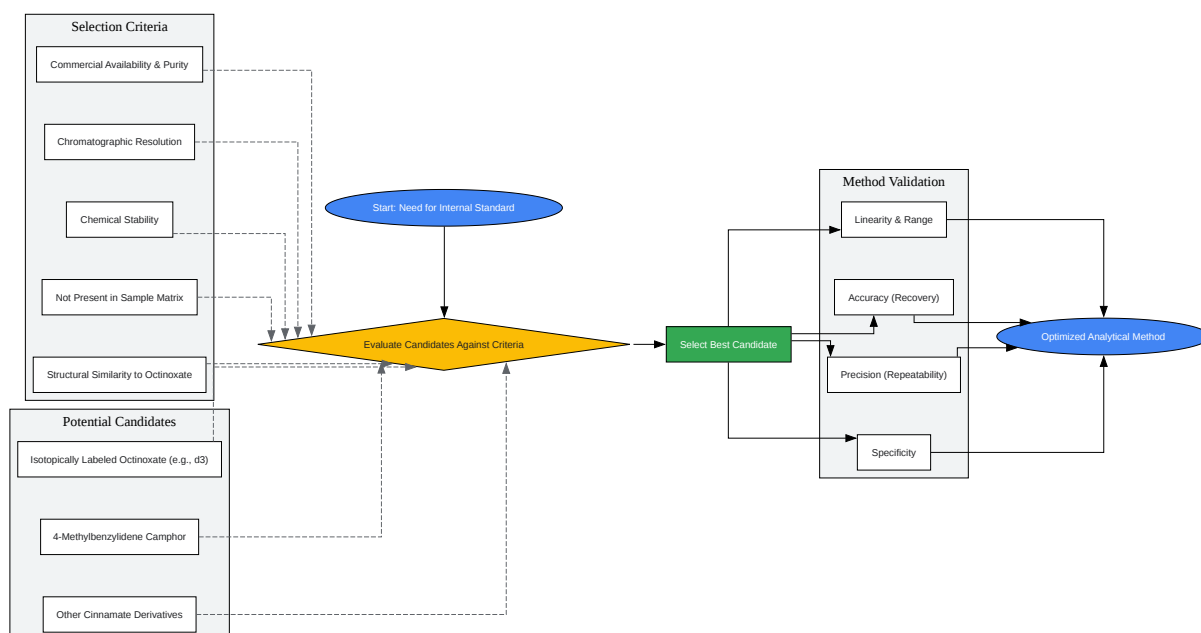 Selection Criteria
Commercial Availability & Purity
Chromatographic Resolution
Chemical Stability
Not Present in Sample Matrix
Structural Similarity to Octinoxate
Potential Candidates
Isotopically Labeled Octinoxate (e.g., d3)
4-Methylbenzylidene Camphor
Other Cinnamate Derivatives
Start: Need for Internal Standard
Evaluate Candidates Against Criteria
Select Best Candidate
Method Validation
Linearity & Range
Accuracy (Recovery)
Precision (Repeatability)
Specificity
Optimized Analytical Method